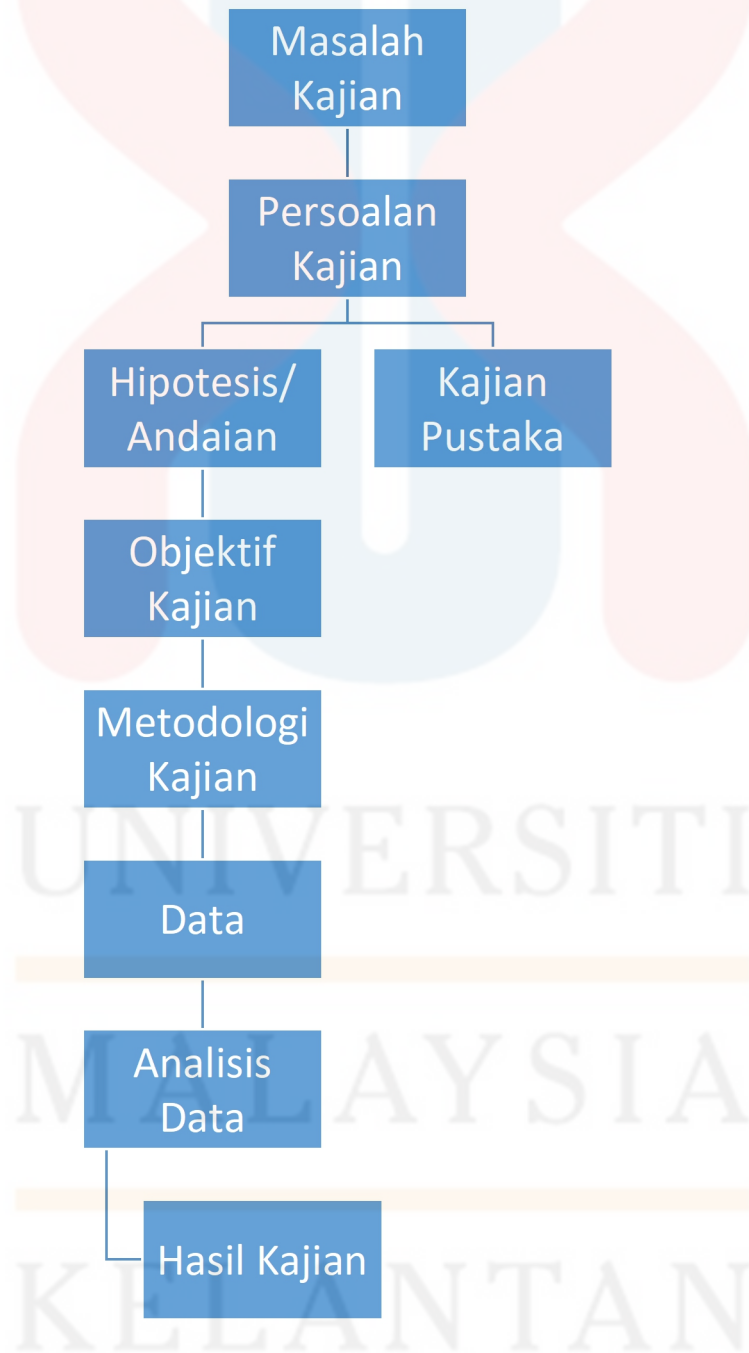 Masalah
Kajian
Persoalan
Kajian
Hipotesis/
Andaian
Kajian
Pustaka
Objektif
Kajian
Metodologi
Kajian
UNIVERSITI
Data
MALAYSIA
Analisis
Data
Hasil Kajian
KELANTAN